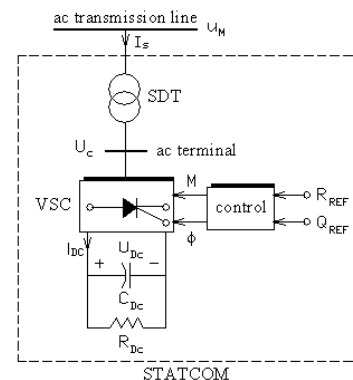 ac transmission line
U_M
I_S
SDT
U_C
ac terminal
M
VSC
control
R_REF
Q_REF
ϕ
I_DC
U_Dc
+
−
C_Dc
R_Dc
STATCOM